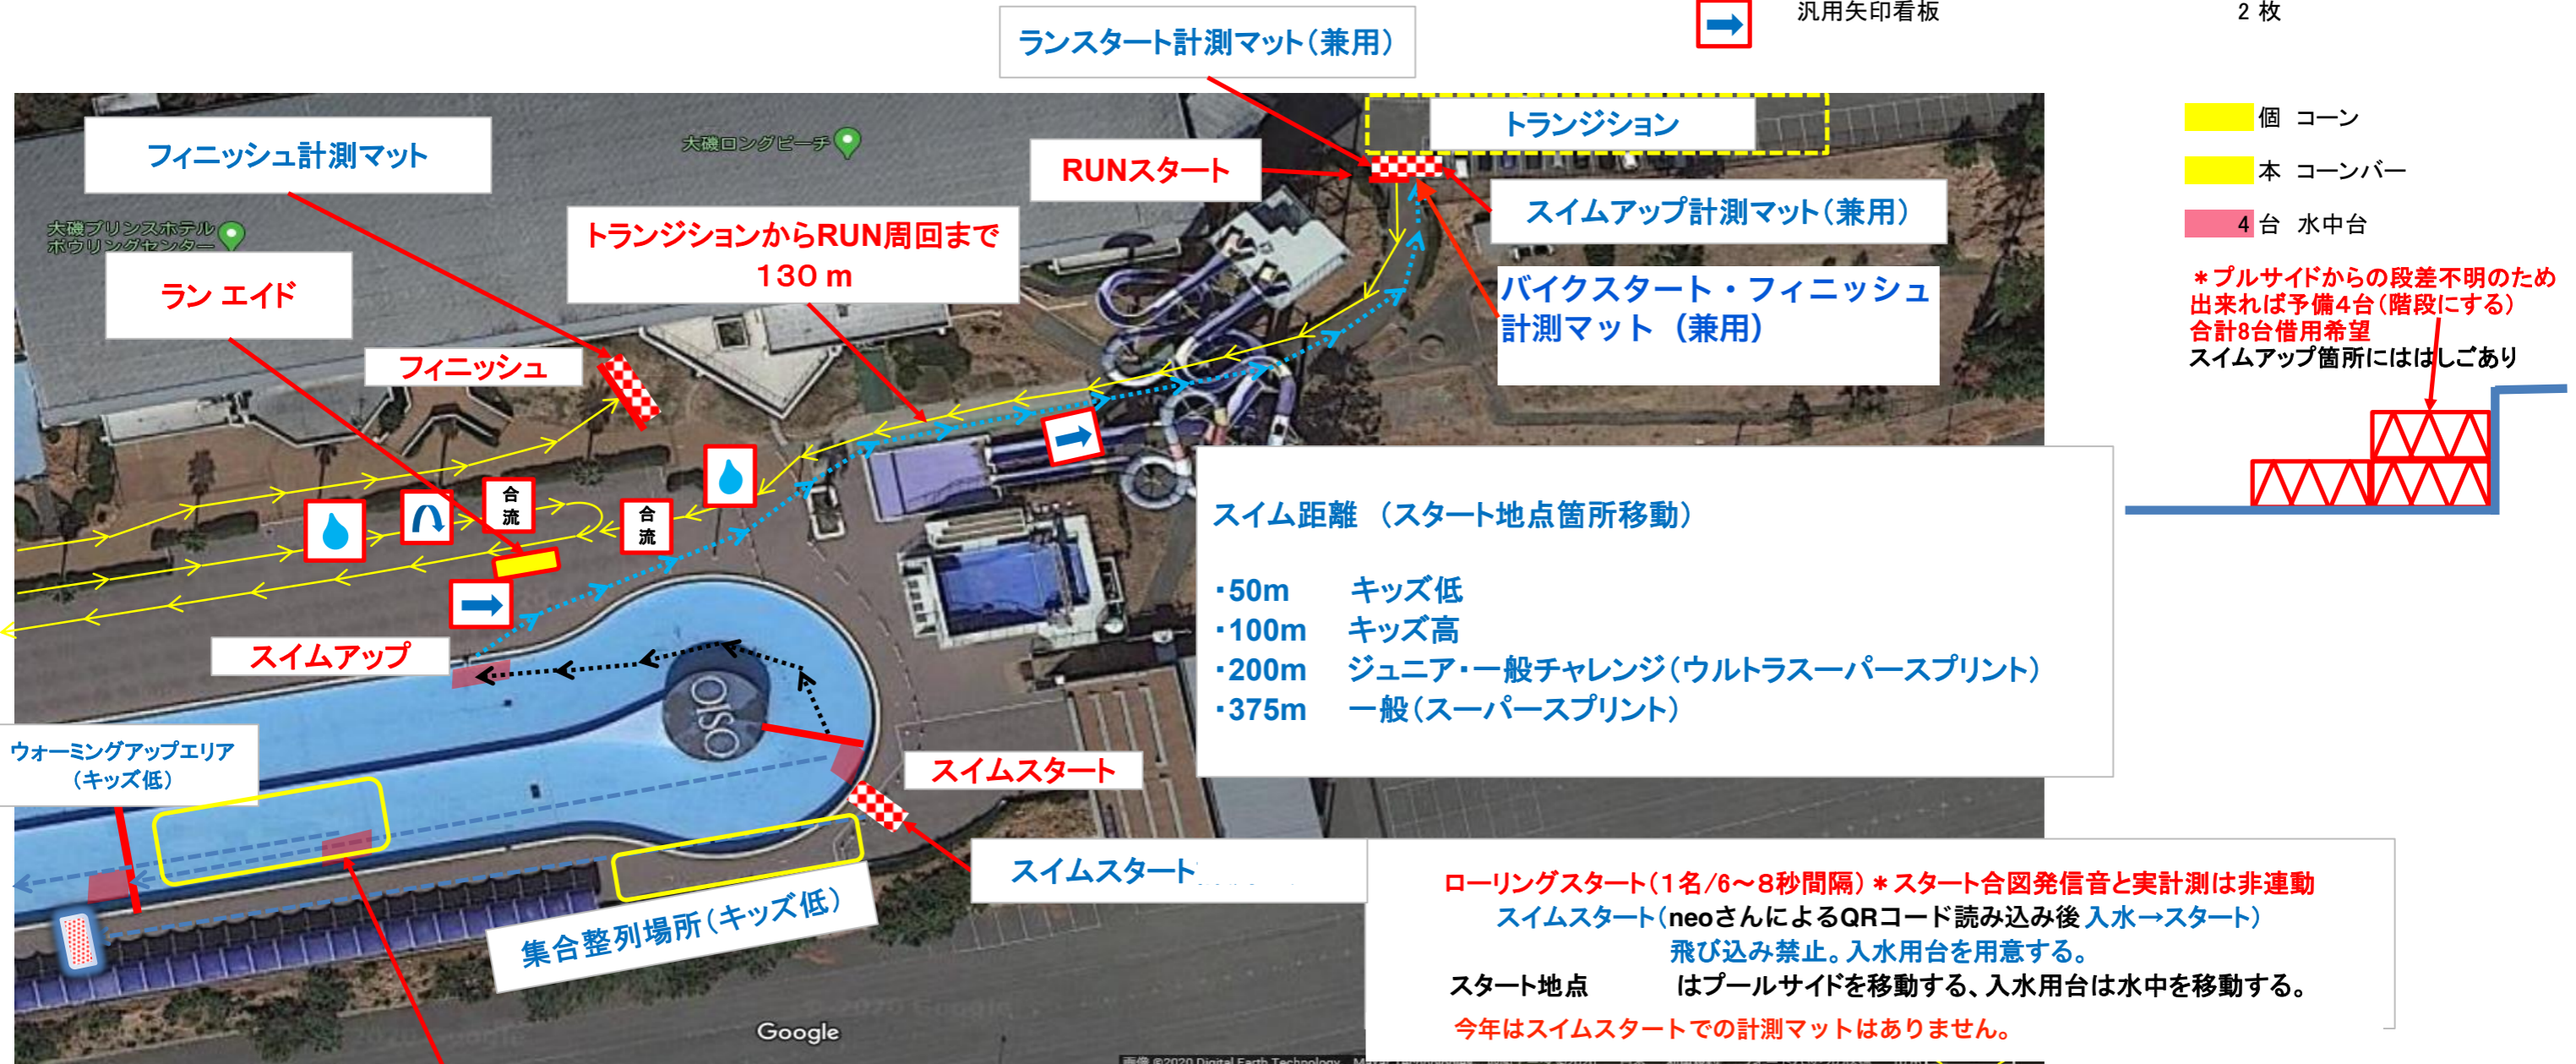 汎用矢印看板 2 枚
ランスタート計測マット（兼用）
個 コーン
本 コーンバー
4 台 水中台
＊プルサイドからの段差不明のため
出来れば予備４台（階段にする）
合計8台借用希望
スイムアップ箇所にははしごあり
トランジション
フィニッシュ計測マット
大磯ロングビーチ
RUNスタート
スイムアップ計測マット（兼用）
大磯プリンスホテル
ボウリングセンター
トランジションからRUN周回まで
１３０ｍ
ラン エイド
バイクスタート・フィニッシュ
計測マット（兼用）
フィニッシュ
合
流
合
流
スイム距離 （スタート地点箇所移動）
・50m キッズ低
・100m キッズ高
・200m ジュニア・一般チャレンジ（ウルトラスーパースプリント）
・375m 一般（スーパースプリント）
スイムアップ
OISO
ウォーミングアップエリア
（キッズ低）
スイムスタート
スイムスタート
集合整列場所（キッズ低）
ローリングスタート（１名/6～８秒間隔）＊スタート合図発信音と実計測は非連動
スイムスタート（neoさんによるQRコード読み込み後 入水→スタート）
飛び込み禁止。入水用台を用意する。
スタート地点 はプールサイドを移動する、入水用台は水中を移動する。
今年はスイムスタートでの計測マットはありません。
Google